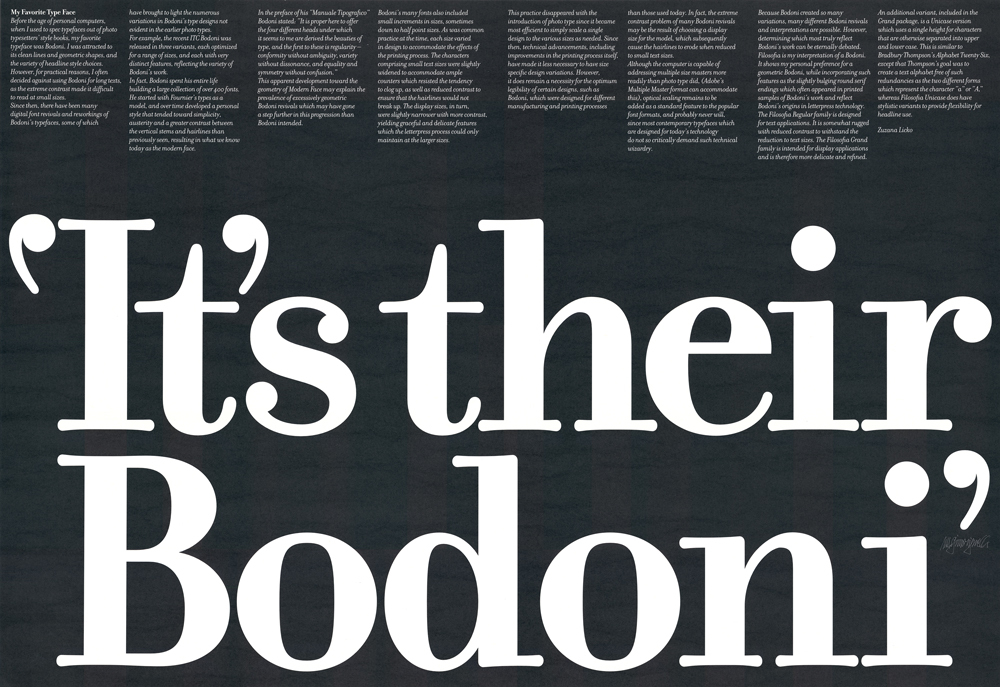 My Favorite Type Face
Before the age of personal computers,
when I used to spec typefaces out of photo
typesetters' style books, my favorite
typeface was Bodoni. I was attracted to
its clean lines and geometric shapes, and
the variety of headline style choices.
However, for practical reasons, I often
decided against using Bodoni for long texts,
as the extreme contrast made it difficult
to read at small sizes.
Since then, there have been many
digital font revivals and reworkings of
Bodoni's typefaces, some of which
have brought to light the numerous
variations in Bodoni's type designs not
evident in the earlier photo types.
For example, the recent ITC Bodoni was
released in three variants, each optimized
for a range of sizes, and each with very
distinct features, reflecting the variety of
Bodoni's work.
In fact, Bodoni spent his entire life
building a large collection of over 400 fonts.
He started with Fournier's types as a
model, and over time developed a personal
style that tended toward simplicity,
austerity and a greater contrast between
the vertical stems and hairlines than
previously seen, resulting in what we know
today as the modern face.
In the preface of his "Manuale Tipografico"
Bodoni stated: "It is proper here to offer
the four different heads under which
it seems to me are derived the beauties of
type, and the first to these is regularity—
conformity without ambiguity, variety
without dissonance, and equality and
symmetry without confusion."
This apparent development toward the
geometry of Modern Face may explain the
prevalence of excessively geometric
Bodoni revivals which may have gone
a step further in this progression than
Bodoni intended.
Bodoni's many fonts also included
small increments in sizes, sometimes
down to half point sizes. As was common
practice at the time, each size varied
in design to accommodate the effects of
the printing process. The characters
comprising small text sizes were slightly
widened to accommodate ample
counters which resisted the tendency
to clog up, as well as reduced contrast to
ensure that the hairlines would not
break up. The display sizes, in turn,
were slightly narrower with more contrast,
yielding graceful and delicate features
which the letterpress process could only
maintain at the larger sizes.
This practice disappeared with the
introduction of photo type since it became
most efficient to simply scale a single
design to the various sizes as needed. Since
then, technical advancements, including
improvements in the printing process itself,
have made it less necessary to have size
specific design variations. However,
it does remain a necessity for the optimum
legibility of certain designs, such as
Bodoni, which were designed for different
manufacturing and printing processes
than those used today. In fact, the extreme
contrast problem of many Bodoni revivals
may be the result of choosing a display
size for the model, which subsequently
cause the hairlines to erode when reduced
to small text sizes.
Although the computer is capable of
addressing multiple size masters more
readily than photo type did, (Adobe's
Multiple Master format can accommodate
this), optical scaling remains to be
added as a standard feature to the popular
font formats, and probably never will,
since most contemporary typefaces which
are designed for today's technology
do not so critically demand such technical
wizardry.
Because Bodoni created so many
variations, many different Bodoni revivals
and interpretations are possible. However,
determining which most truly reflect
Bodoni's work can be eternally debated.
Filosofia is my interpretation of a Bodoni.
It shows my personal preference for a
geometric Bodoni, while incorporating such
features as the slightly bulging round serif
endings which often appeared in printed
samples of Bodoni's work and reflect
Bodoni's origins in letterpress technology.
The Filosofia Regular family is designed
for text applications. It is somewhat rugged
with reduced contrast to withstand the
reduction to text sizes. The Filosofia Grand
family is intended for display applications
and is therefore more delicate and refined.
An additional variant, included in the
Grand package, is a Unicase version
which uses a single height for characters
that are otherwise separated into upper
and lower case. This is similar to
Bradbury Thompson's Alphabet Twenty Six,
except that Thompson's goal was to
create a text alphabet free of such
redundancies as the two different forms
which represent the character "a" or "A,"
whereas Filosofia Unicase does have
stylistic variants to provide flexibility for
headline use.
Zuzana Licko
‘It’s their
Bodoni’